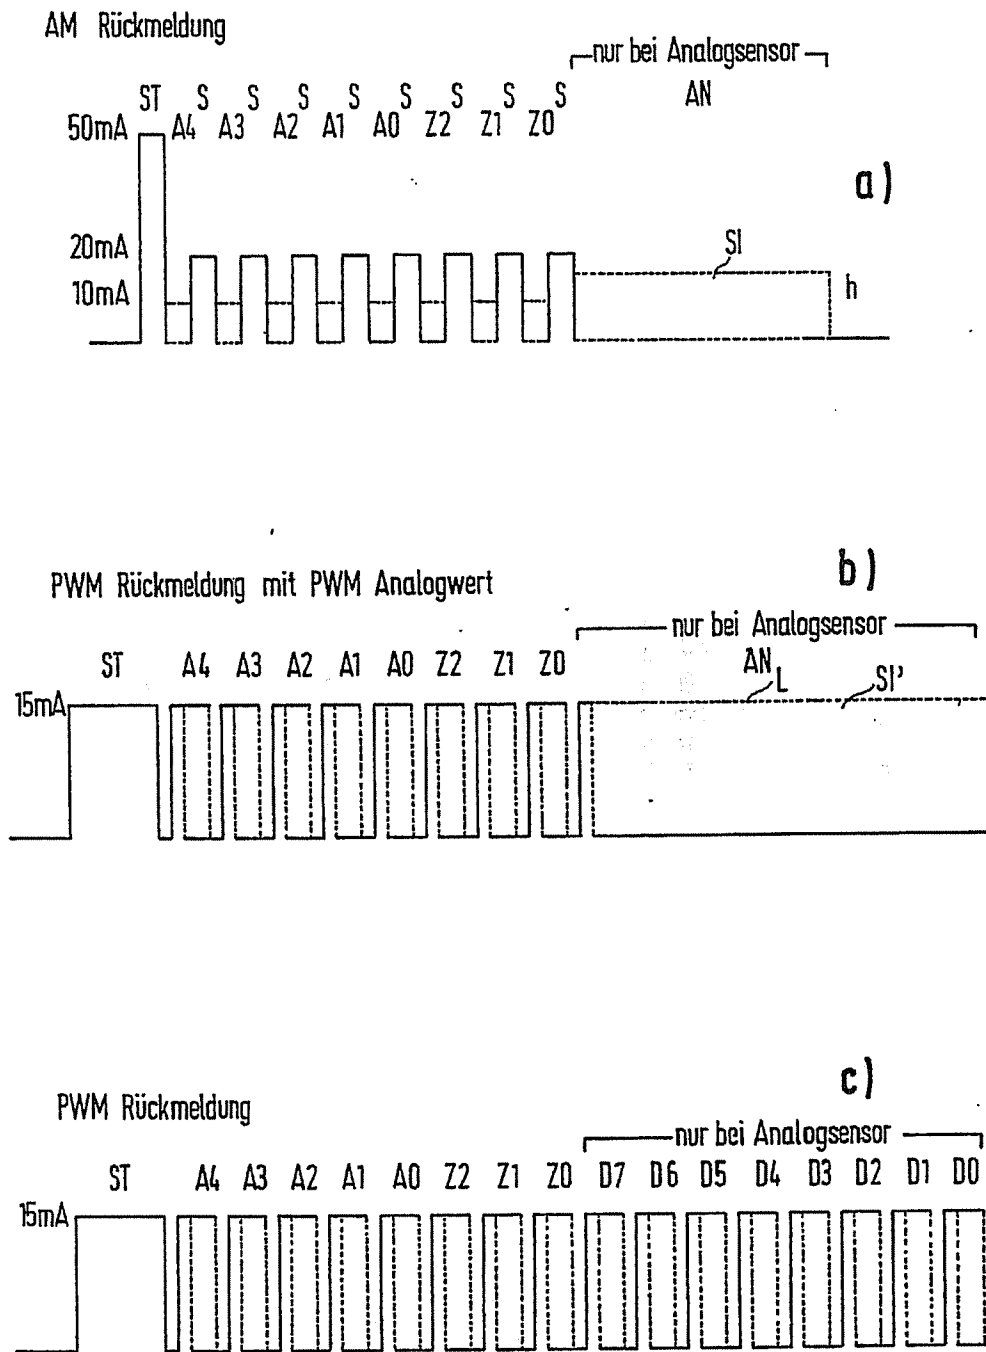 AM Rückmeldung
nur bei Analogsensor
ST S S S S S S S S AN
50mA A4 A3 A2 A1 A0 Z2 Z1 Z0
a)
20mA SI
10mA h
b)
PWM Rückmeldung mit PWM Analogwert
nur bei Analogsensor
ST A4 A3 A2 A1 A0 Z2 Z1 Z0 AN
L SI'
15mA
c)
PWM Rückmeldung
nur bei Analogsensor
ST A4 A3 A2 A1 A0 Z2 Z1 Z0 D7 D6 D5 D4 D3 D2 D1 D0
15mA